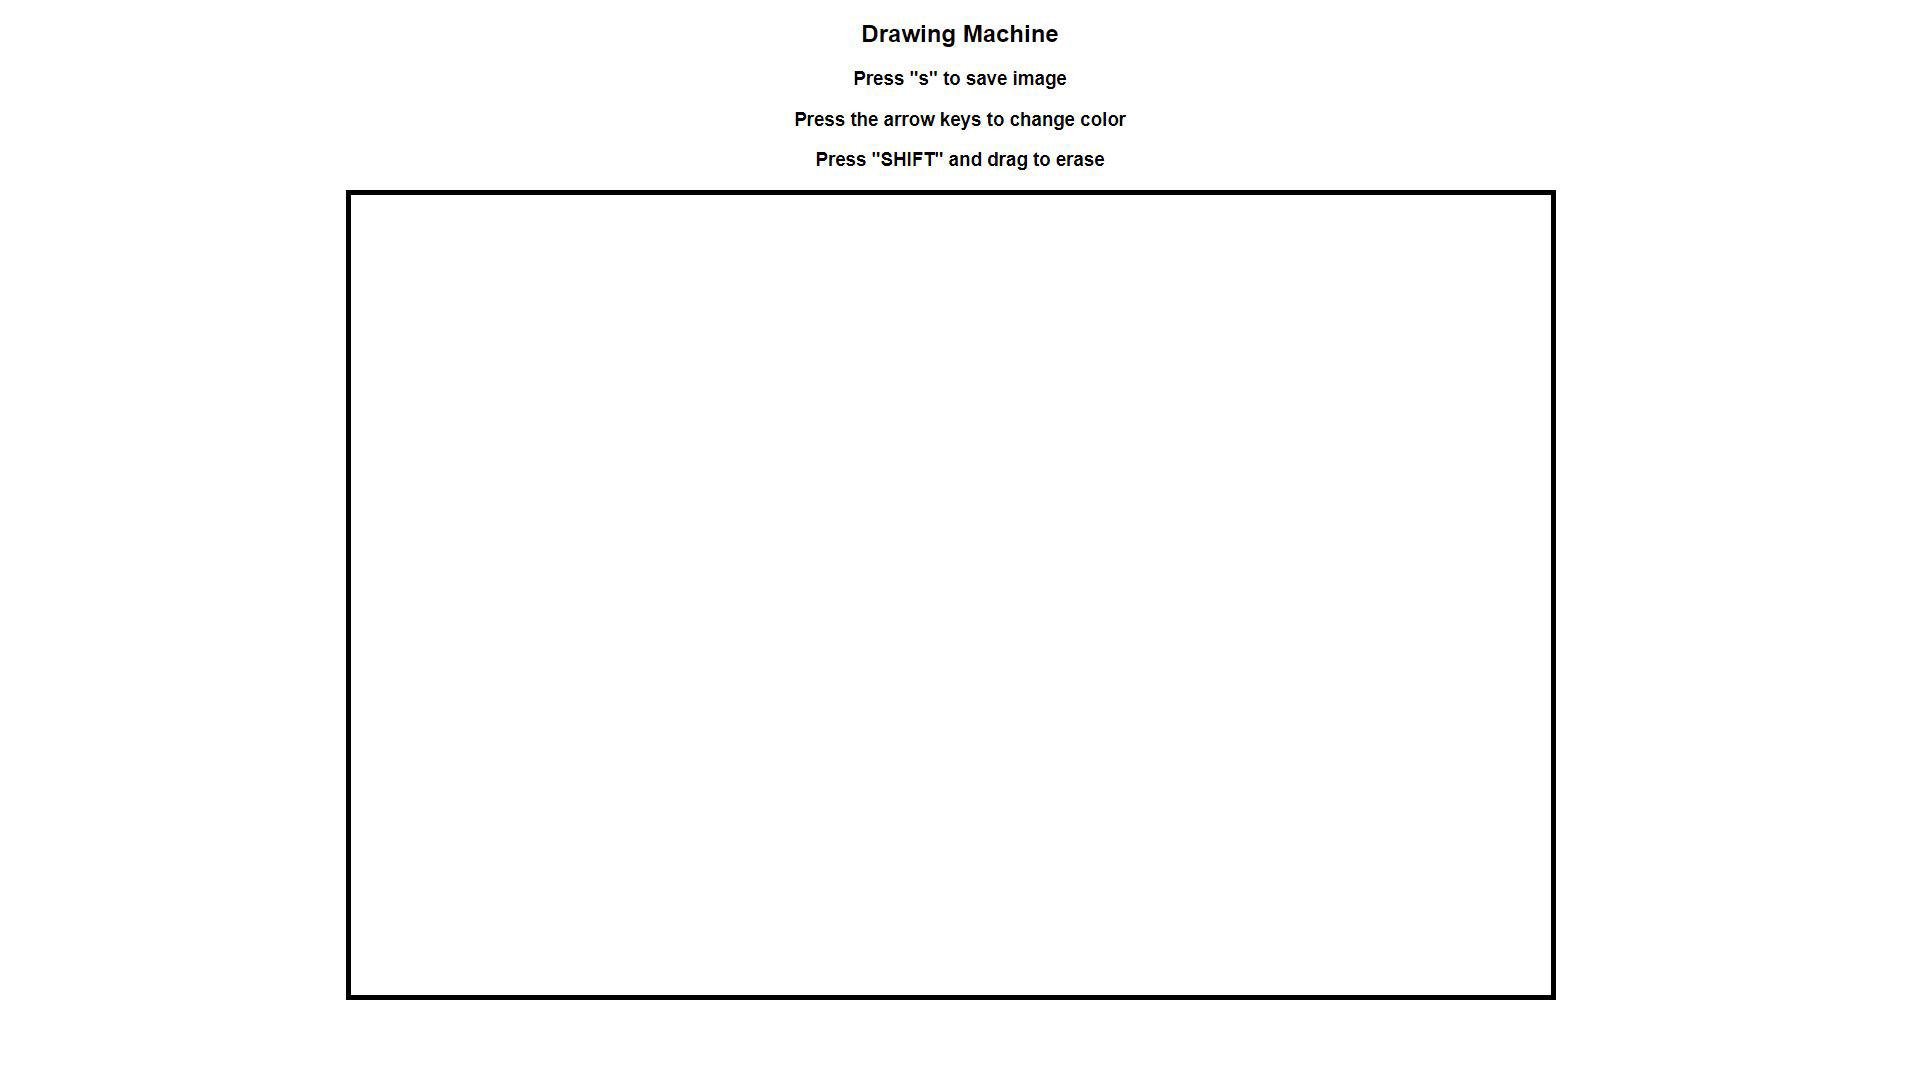 Drawing Machine
Press "s" to save image
Press the arrow keys to change color
Press "SHIFT" and drag to erase